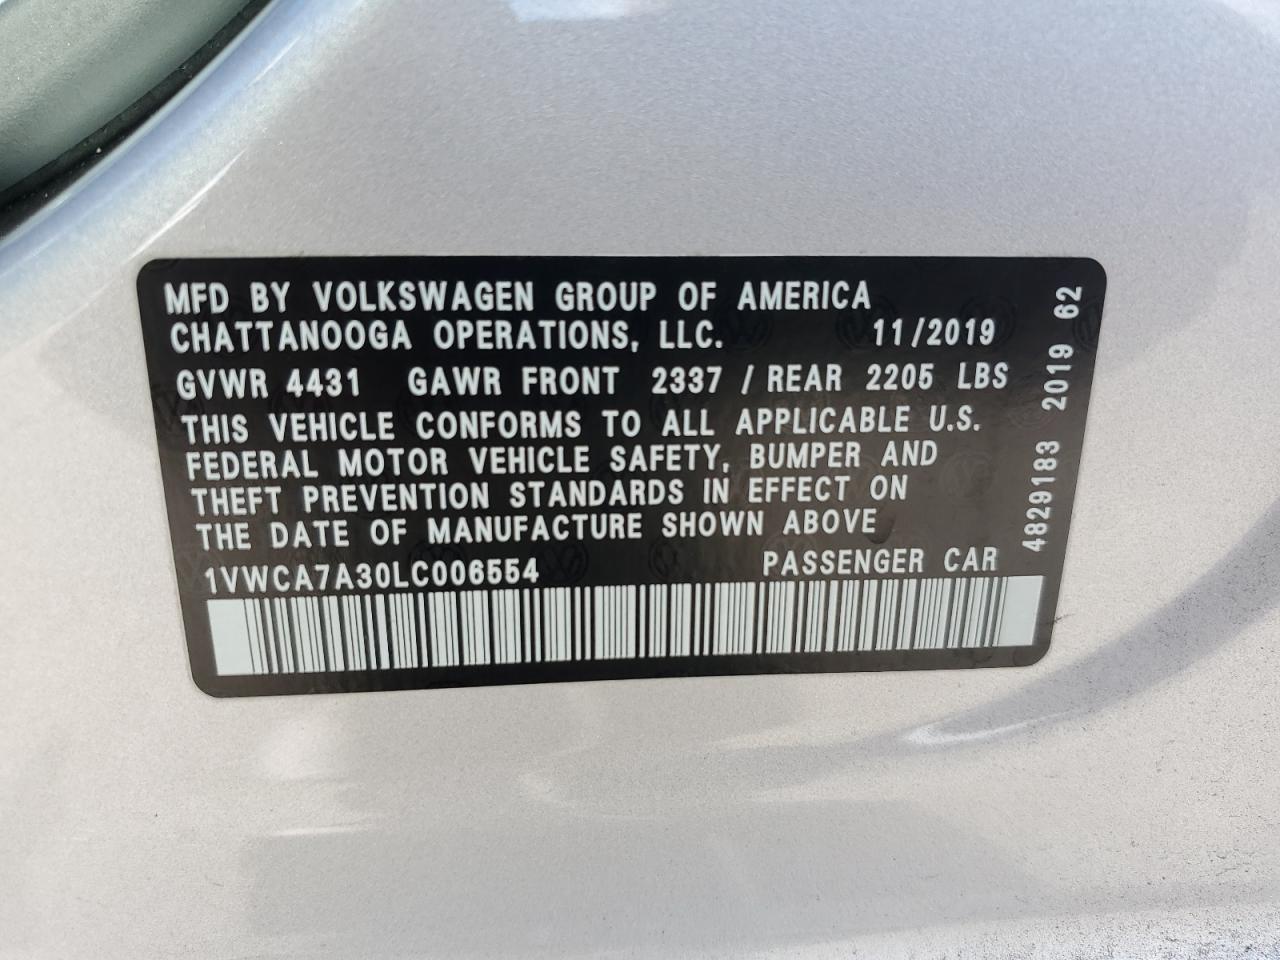 MFD BY VOLKSWAGEN GROUP OF AMERICA
CHATTANOOGA OPERATIONS, LLC. 11/2019
GVWR 4431 GAWR FRONT 2337 / REAR 2205 LBS
THIS VEHICLE CONFORMS TO ALL APPLICABLE U.S.
FEDERAL MOTOR VEHICLE SAFETY, BUMPER AND
THEFT PREVENTION STANDARDS IN EFFECT ON
THE DATE OF MANUFACTURE SHOWN ABOVE
1VWCA7A30LC006554 PASSENGER CAR
4829183 2019 62